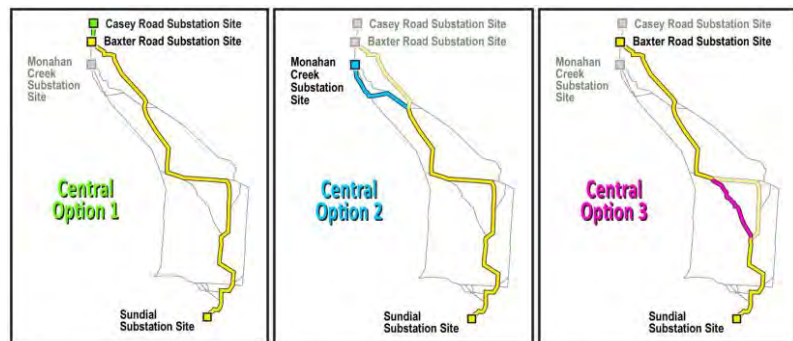 Casey Road Substation Site
Baxter Road Substation Site
Monahan
Creek
Substation
Site
Central
Option 1
Sundial
Substation Site
Casey Road Substation Site
Baxter Road Substation Site
Monahan
Creek
Substation
Site
Central
Option 2
Sundial
Substation Site
Casey Road Substation Site
Baxter Road Substation Site
Monahan
Creek
Substation
Site
Central
Option 3
Sundial
Substation Site